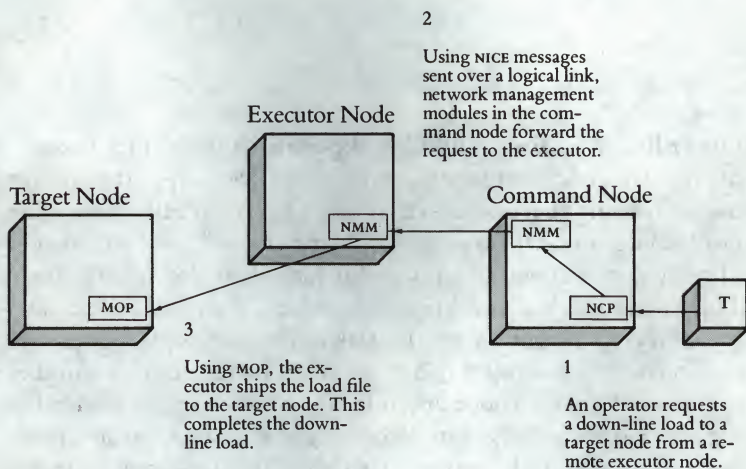 2
Using NICE messages
sent over a logical link,
network management
modules in the com-
mand node forward the
request to the executor.
Executor Node
Target Node
Command Node
NMM
NMM
MOP
NCP
T
3
Using MOP, the ex-
ecutor ships the load file
to the target node. This
completes the down-
line load.
1
An operator requests
a down-line load to a
target node from a re-
mote executor node.